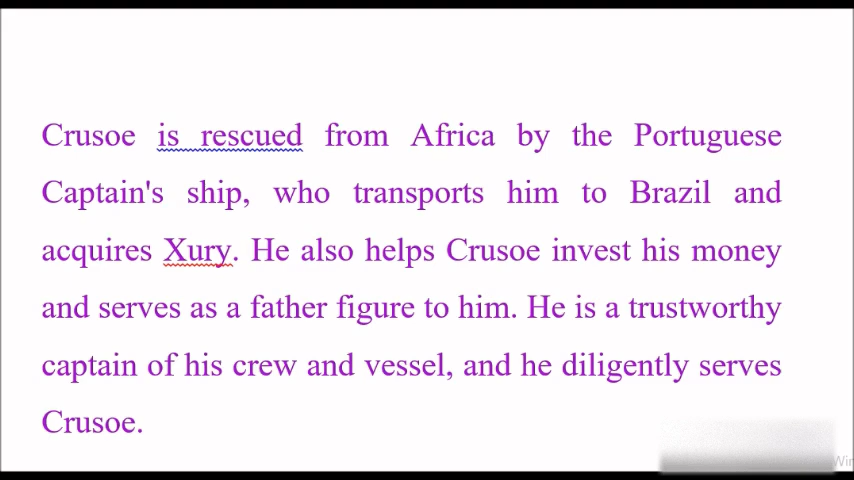 Crusoe is rescued from Africa by the Portuguese
Captain's ship, who transports him to Brazil and
acquires Xury. He also helps Crusoe invest his money
and serves as a father figure to him. He is a trustworthy
captain of his crew and vessel, and he diligently serves
Crusoe.